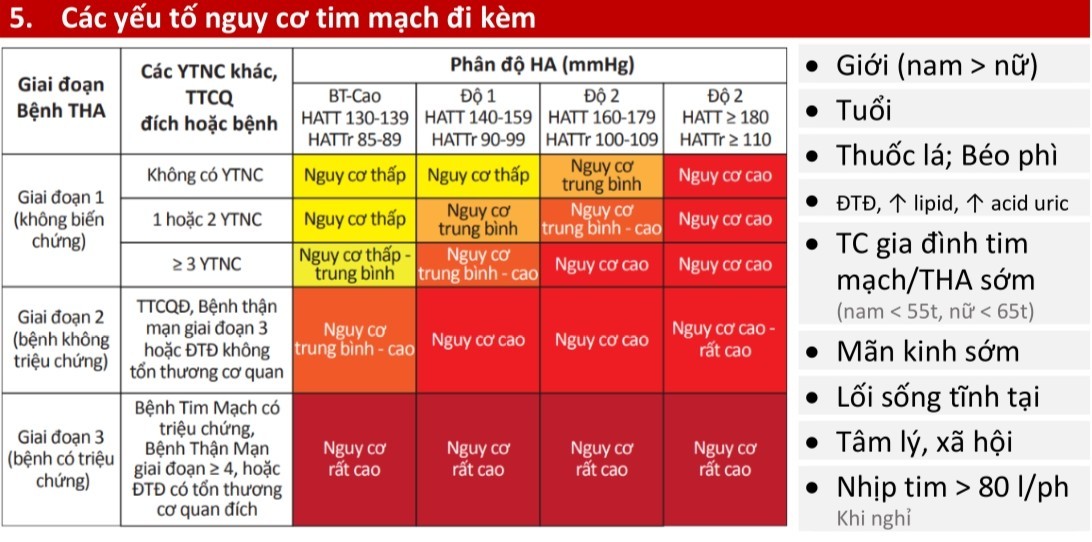 5. Các yếu tố nguy cơ tim mạch đi kèm
Giai đoạn
Bệnh THA
Các YTNC khác,
TTCQ
đích hoặc bệnh
Phân độ HA (mmHg)
BT-Cao
HATT 130-139
HATTr 85-89
Độ 1
HATT 140-159
HATTr 90-99
Độ 2
HATT 160-179
HATTr 100-109
Độ 2
HATT ≥ 180
HATTr ≥ 110
Giai đoạn 1
(không biến
chứng)
Không có YTNC
Nguy cơ thấp
Nguy cơ thấp
Nguy cơ
trung bình
Nguy cơ cao
1 hoặc 2 YTNC
Nguy cơ thấp
Nguy cơ
trung bình
Nguy cơ
trung bình - cao
Nguy cơ cao
≥ 3 YTNC
Nguy cơ thấp -
trung bình
Nguy cơ
trung bình - cao
Nguy cơ cao
Nguy cơ cao
Giai đoạn 2
(bệnh không
triệu chứng)
TTCQĐ, Bệnh thận
mạn giai đoạn 3
hoặc ĐTĐ không
tổn thương cơ quan
Nguy cơ
trung bình - cao
Nguy cơ cao
Nguy cơ cao
Nguy cơ cao -
rất cao
Giai đoạn 3
(bệnh có triệu
chứng)
Bệnh Tim Mạch có
triệu chứng,
Bệnh Thận Mạn
giai đoạn ≥ 4, hoặc
ĐTĐ có tổn thương
cơ quan đích
Nguy cơ
rất cao
Nguy cơ
rất cao
Nguy cơ
rất cao
Nguy cơ
rất cao
• Giới (nam > nữ)
• Tuổi
• Thuốc lá; Béo phì
• ĐTĐ, ↑ lipid, ↑ acid uric
• TC gia đình tim
mạch/THA sớm
(nam < 55t, nữ < 65t)
• Mãn kinh sớm
• Lối sống tĩnh tại
• Tâm lý, xã hội
• Nhịp tim > 80 l/ph
Khi nghỉ